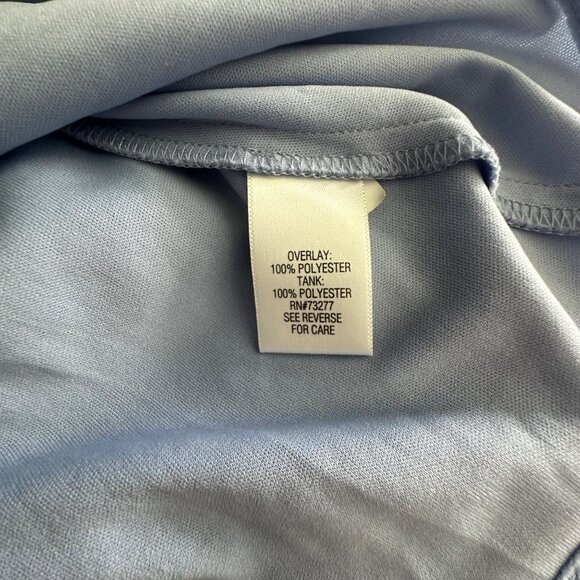 OVERLAY:
100% POLYESTER
TANK:
100% POLYESTER
RN#73277
SEE REVERSE
FOR CARE